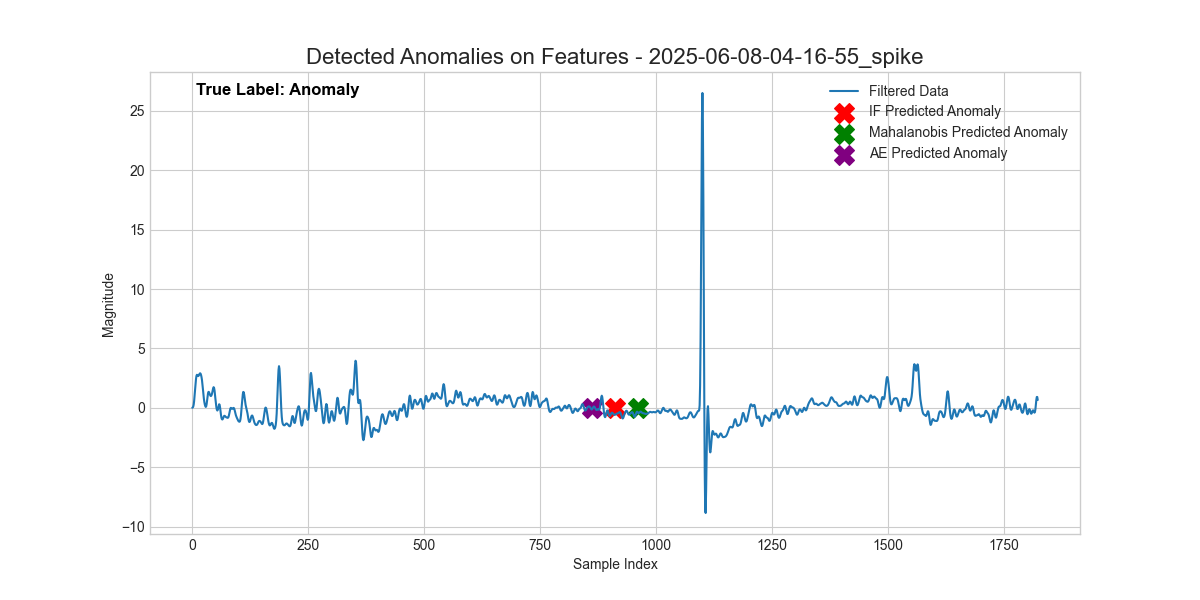 Detected Anomalies on Features - 2025-06-08-04-16-55_spike
True Label: Anomaly
Filtered Data
IF Predicted Anomaly
Mahalanobis Predicted Anomaly
AE Predicted Anomaly
Magnitude
25
20
15
10
5
0
−5
−10
0 250 500 750 1000 1250 1500 1750
Sample Index